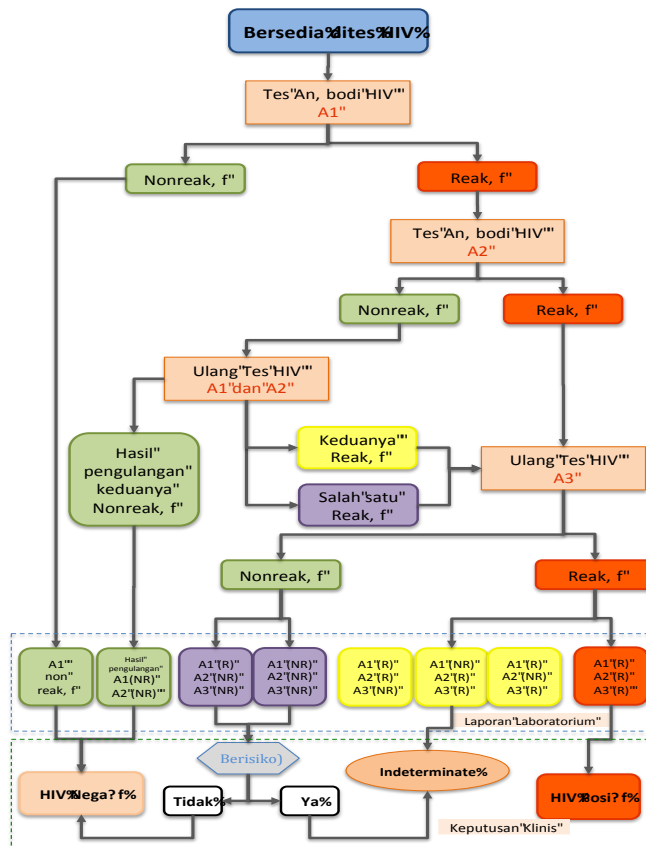 Bersedia%dites%HIV%
Tes"An, bodi"HIV""
A1"
Nonreak, f"
Reak, f"
Tes"An, bodi"HIV""
A2"
Nonreak, f"
Reak, f"
Ulang"Tes"HIV""
A1"dan"A2"
Hasil"
pengulangan"
keduanya"
Nonreak, f"
Keduanya""
Reak, f"
Salah"satu"
Reak, f"
Ulang"Tes"HIV""
A3"
Nonreak, f"
Reak, f"
A1""
non"
reak, f"
Hasil"
pengulangan"
A1(NR)"
A2"(NR)""
A1"(R)"
A2"(NR)"
A3"(NR)"
A1"(NR)"
A2"(NR)"
A3"(NR)"
A1"(R)"
A2"(R)"
A3"(NR)"
A1"(NR)"
A2"(R)"
A3"(R)"
A1"(R)"
A2"(NR)"
A3"(R)"
A1"(R)"
A2"(R)"
A3"(R)""
Laporan"Laboratorium"
Berisiko)
HIV%Nega?f%
Tidak%
Ya%
Indeterminate%
HIV%Posi?f%
Keputusan"Klinis"